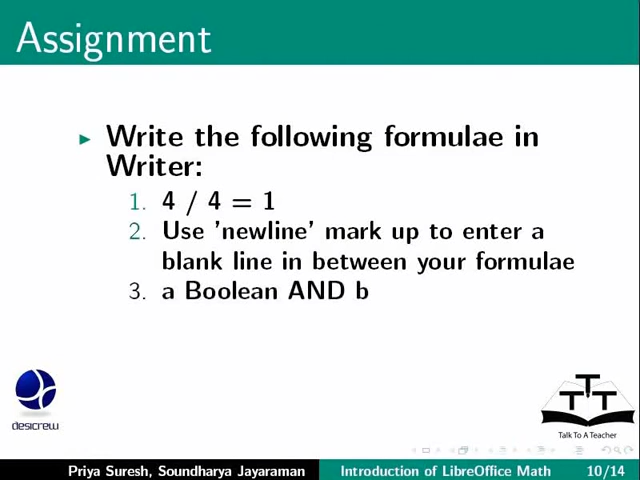 Assignment
Write the following formulae in
Writer:
1. 4 / 4 = 1
2. Use 'newline' mark up to enter a
blank line in between your formulae
3. a Boolean AND b
desicrew
TTT
Talk To A Teacher
Priya Suresh, Soundharya Jayaraman Introduction of LibreOffice Math 10/14